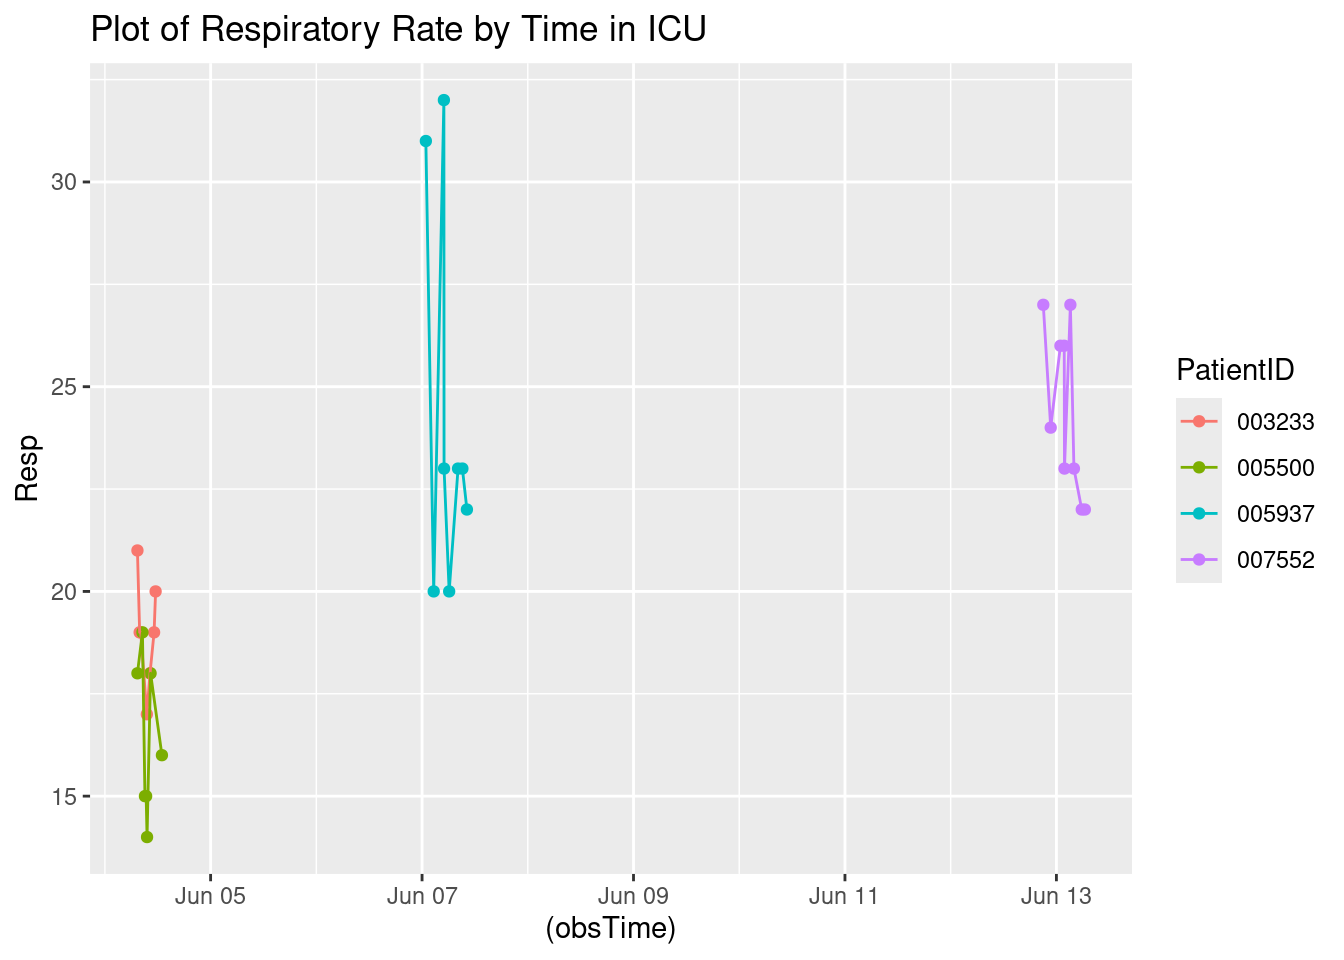 Plot of Respiratory Rate by Time in ICU
30
25
20
15
Resp
Jun 05
Jun 07
Jun 09
Jun 11
Jun 13
(obsTime)
PatientID
003233
005500
005937
007552